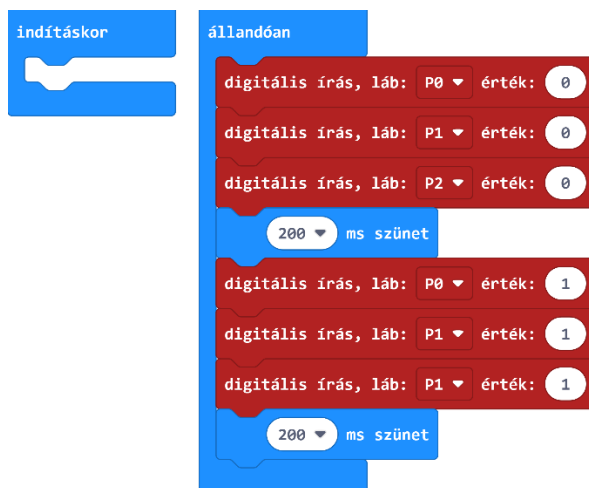 indításkor
állandóan
digitális írás, láb: P0 érték: 0
digitális írás, láb: P1 érték: 0
digitális írás, láb: P2 érték: 0
200 ms szünet
digitális írás, láb: P0 érték: 1
digitális írás, láb: P1 érték: 1
digitális írás, láb: P1 érték: 1
200 ms szünet